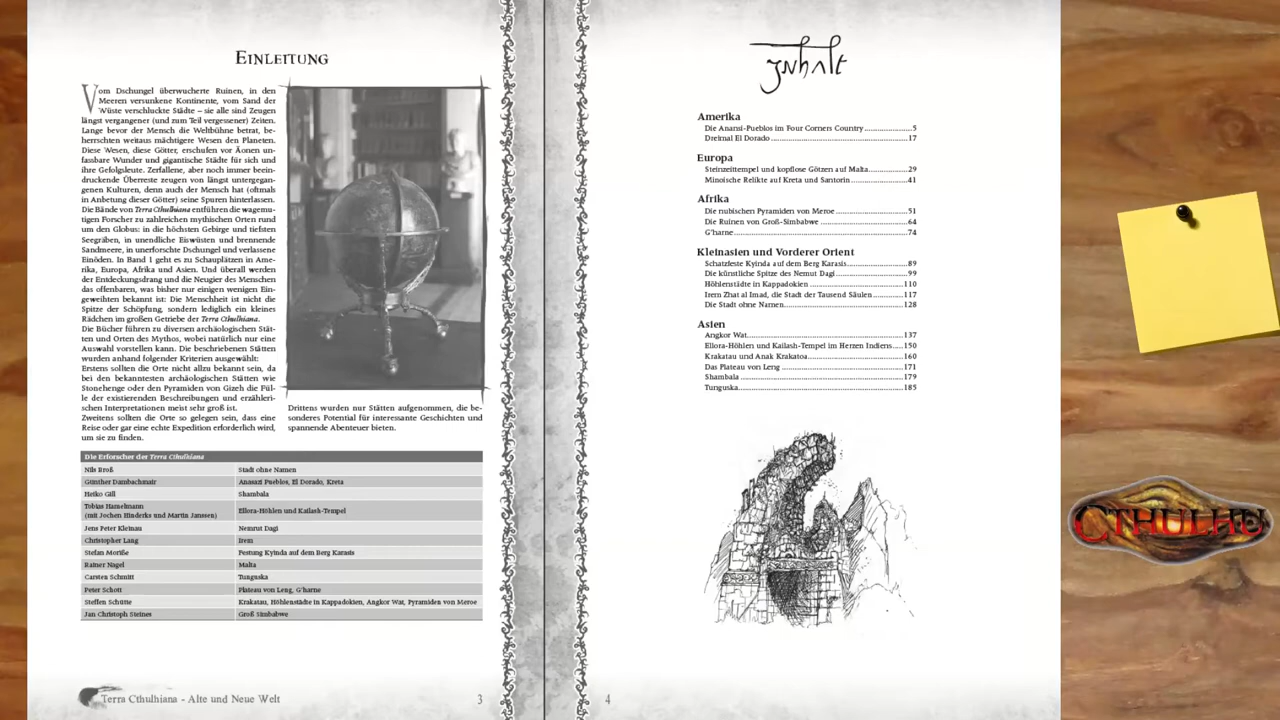 EINLEITUNG
Vom Dschungel überwucherte Ruinen, in den
Meeren versunkene Kontinente, vom Sand der
Wüste verschluckte Städte – sie alle sind Zeugen
längst vergangener (und zum Teil vergessener) Zeiten.
Lange bevor der Mensch die Weltbühne betrat, be-
herrschten weitaus mächtigere Wesen den Planeten.
Diese Wesen, diese Götter, erschufen vor Äonen un-
fassbare Wunder und gigantische Städte für sich und
ihre Gefolgsleute. Zerfallene, aber noch immer beein-
druckende Überreste zeugen von längst untergegan-
genen Kulturen, denn auch der Mensch hat (oftmals
in Anbetung dieser Götter) seine Spuren hinterlassen.
Die Bände von Terra Cthulhiana entführen die wagemu-
tigen Forscher zu zahlreichen mythischen Orten rund
um den Globus: in die höchsten Gebirge und tiefsten
Seegräben, in unendliche Eiswüsten und brennende
Sandmeere, in unerforschte Dschungel und verlassene
Einöden. In Band 1 geht es zu Schauplätzen in Ame-
rika, Europa, Afrika und Asien. Und überall werden
der Entdeckungsdrang und die Neugier des Menschen
das offenbaren, was bisher nur einigen wenigen Ein-
geweihten bekannt ist: Die Menschheit ist nicht die
Spitze der Schöpfung, sondern lediglich ein kleines
Rädchen im großen Getriebe der Terra Cthulhiana.
Die Bücher führen zu diversen archäologischen Stät-
ten und Orten des Mythos, wobei natürlich nur eine
Auswahl vorstellen kann. Die beschriebenen Stätten
wurden anhand folgender Kriterien ausgewählt:
Erstens sollten die Orte nicht allzu bekannt sein, da
bei den bekanntesten archäologischen Stätten wie
Stonehenge oder den Pyramiden von Gizeh die Fül-
le der existierenden Beschreibungen und erzähleri-
schen Interpretationen meist sehr groß ist.
Zweitens sollten die Orte so gelegen sein, dass eine
Reise oder gar eine echte Expedition erforderlich wird,
um sie zu finden.
Drittens wurden nur Stätten aufgenommen, die be-
sonderes Potential für interessante Geschichten und
spannende Abenteuer bieten.
Die Erforscher der Terra Cthulhiana
Nils Broß Stadt ohne Namen
Günther Dambachmair Anasazi Pueblos, El Dorado, Kreta
Heiko Gill Shambala
Tobias Hamelmann
(mit Jochen Hinderks und Martin Janssen) Ellora-Höhlen und Kailash-Tempel
Jens Peter Kleinau Nemrut Dagi
Christopher Lang Irem
Stefan Moriße Festung Kyinda auf dem Berg Karasis
Rainer Nagel Malta
Carsten Schmitt Tunguska
Peter Schott Plateau von Leng, G'harne
Steffen Schütte Krakatau, Höhlenstädte in Kappadokien, Angkor Wat, Pyramiden von Meroe
Jan Christoph Steines Groß Simbabwe
Terra Cthulhiana - Alte und Neue Welt 3
Inhalt
Amerika
Die Anansi-Pueblos im Four Corners Country 5
Dreimal El Dorado 17
Europa
Steinzeittempel und kopflose Götzen auf Malta 29
Minoische Relikte auf Kreta und Santorin 41
Afrika
Die nubischen Pyramiden von Meroe 51
Die Ruinen von Groß-Simbabwe 64
G'harne 74
Kleinasien und Vorderer Orient
Schatzfeste Kyinda auf dem Berg Karasis 89
Die künstliche Spitze des Nemut Dagi 99
Höhlenstädte in Kappadokien 110
Irem Zhat al Imad, die Stadt der Tausend Säulen 117
Die Stadt ohne Namen 128
Asien
Angkor Wat 137
Ellora-Höhlen und Kailash-Tempel im Herzen Indiens 150
Krakatau und Anak Krakatoa 160
Das Plateau von Leng 171
Shambala 179
Tunguska 185
4
CTHULHU